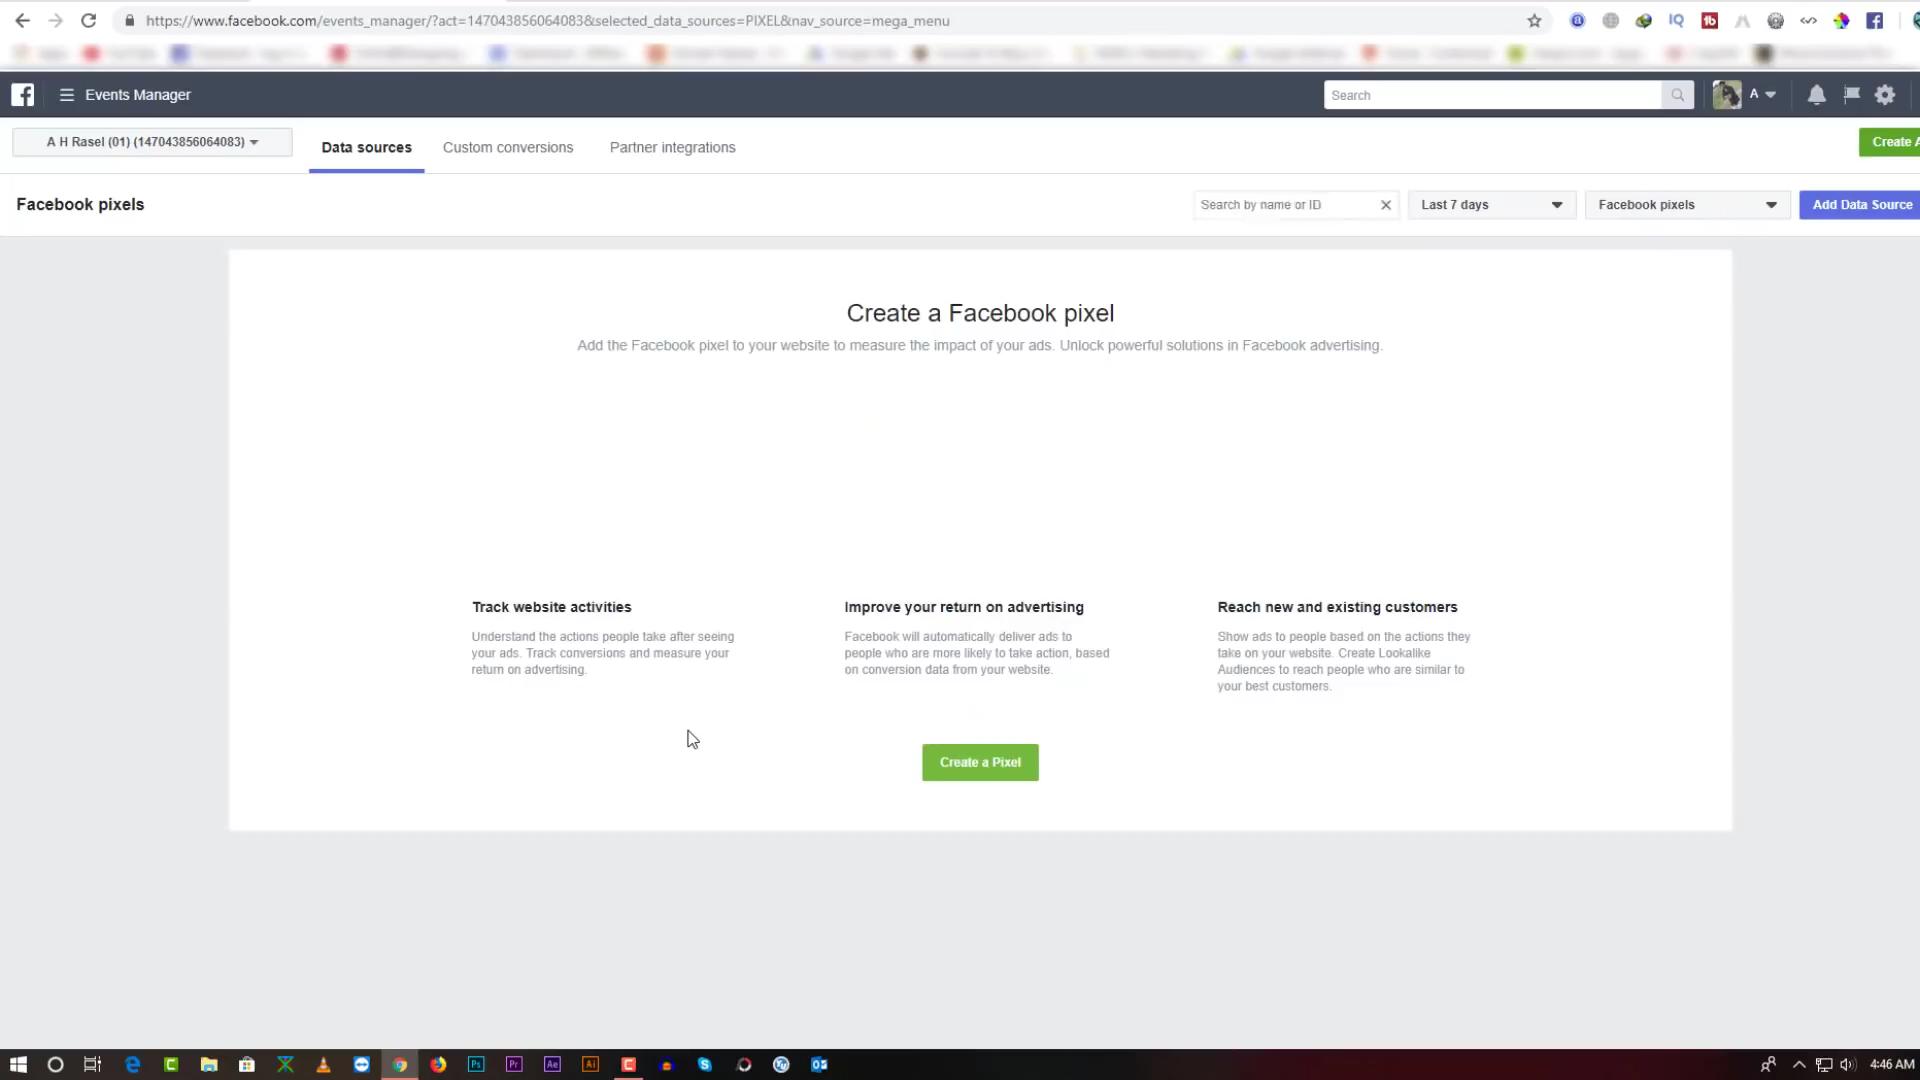 https://www.facebook.com/events_manager/?act=147043856064083&selected_data_sources=PIXEL&nav_source=mega_menu
Events Manager
Search
A
A H Rasel (01) (147043856064083)
Data sources
Custom conversions
Partner integrations
Create A
Facebook pixels
Search by name or ID
Last 7 days
Facebook pixels
Add Data Source
Create a Facebook pixel
Add the Facebook pixel to your website to measure the impact of your ads. Unlock powerful solutions in Facebook advertising.
Track website activities
Understand the actions people take after seeing
your ads. Track conversions and measure your
return on advertising.
Improve your return on advertising
Facebook will automatically deliver ads to
people who are more likely to take action, based
on conversion data from your website.
Reach new and existing customers
Show ads to people based on the actions they
take on your website. Create Lookalike
Audiences to reach people who are similar to
your best customers.
Create a Pixel
4:46 AM